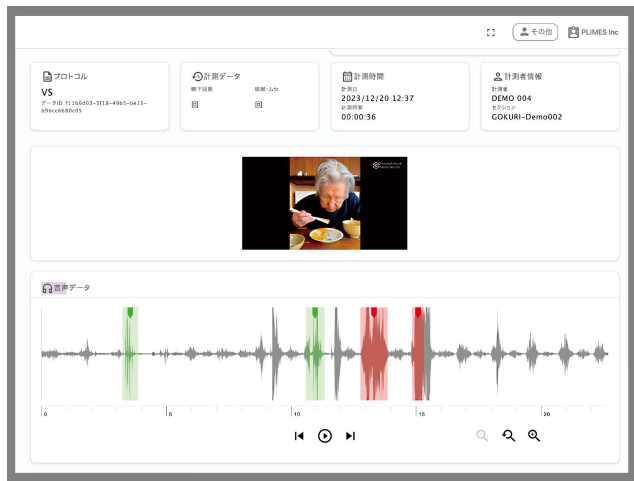 その他
PLIMES Inc
プロトコル
VS
データID:f11b6d03-5f18-49b5-be15-
b96cc6680c05
計測データ
嚥下回数
咳嗽・ムセ
回
回
計測時間
計測日
2023/12/20 12:37
計測時間
00:00:36
計測者情報
計測者
DEMO 004
セクション
GOKURI-Demo002
音声データ
0
5
10
15
20